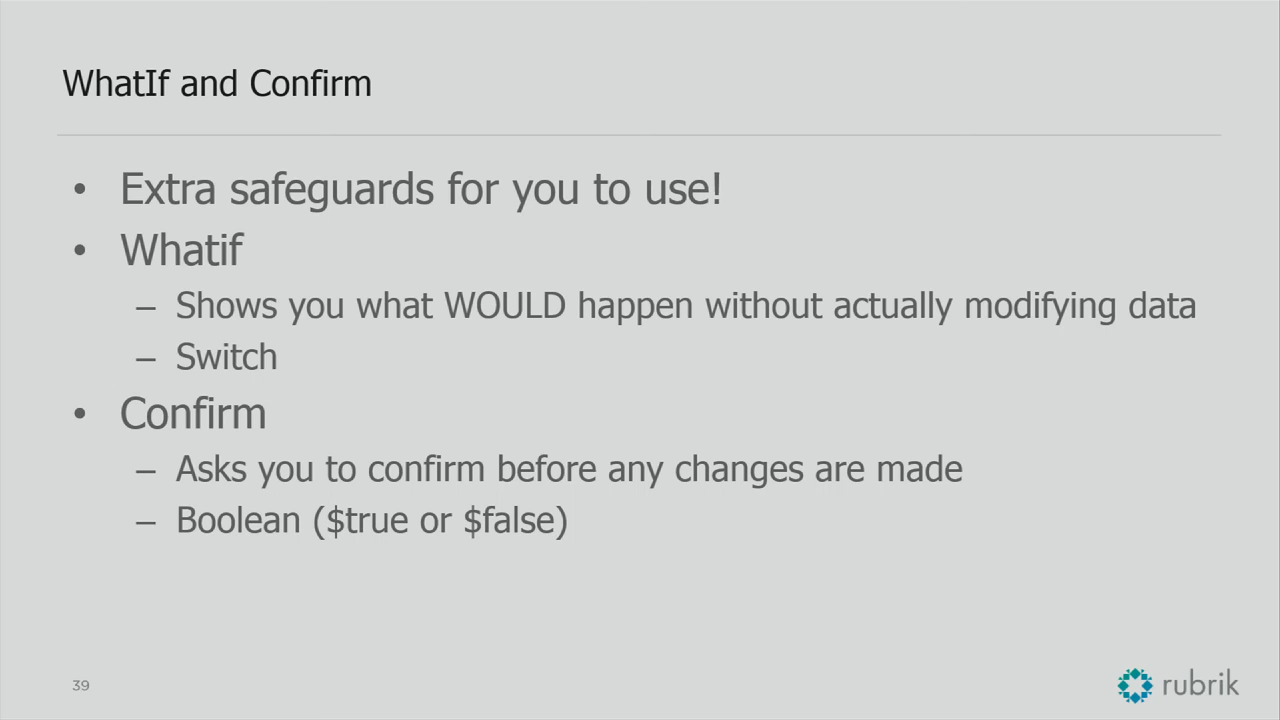 WhatIf and Confirm
• Extra safeguards for you to use!
• Whatif
– Shows you what WOULD happen without actually modifying data
– Switch
• Confirm
– Asks you to confirm before any changes are made
– Boolean ($true or $false)
39
rubrik